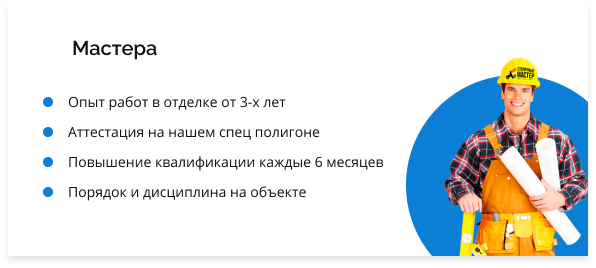 Мастера
СТОЛИЧНЫЙ
МАСТЕР
Опыт работ в отделке от 3-х лет
Аттестация на нашем спец полигоне
Повышение квалификации каждые 6 месяцев
Порядок и дисциплина на объекте